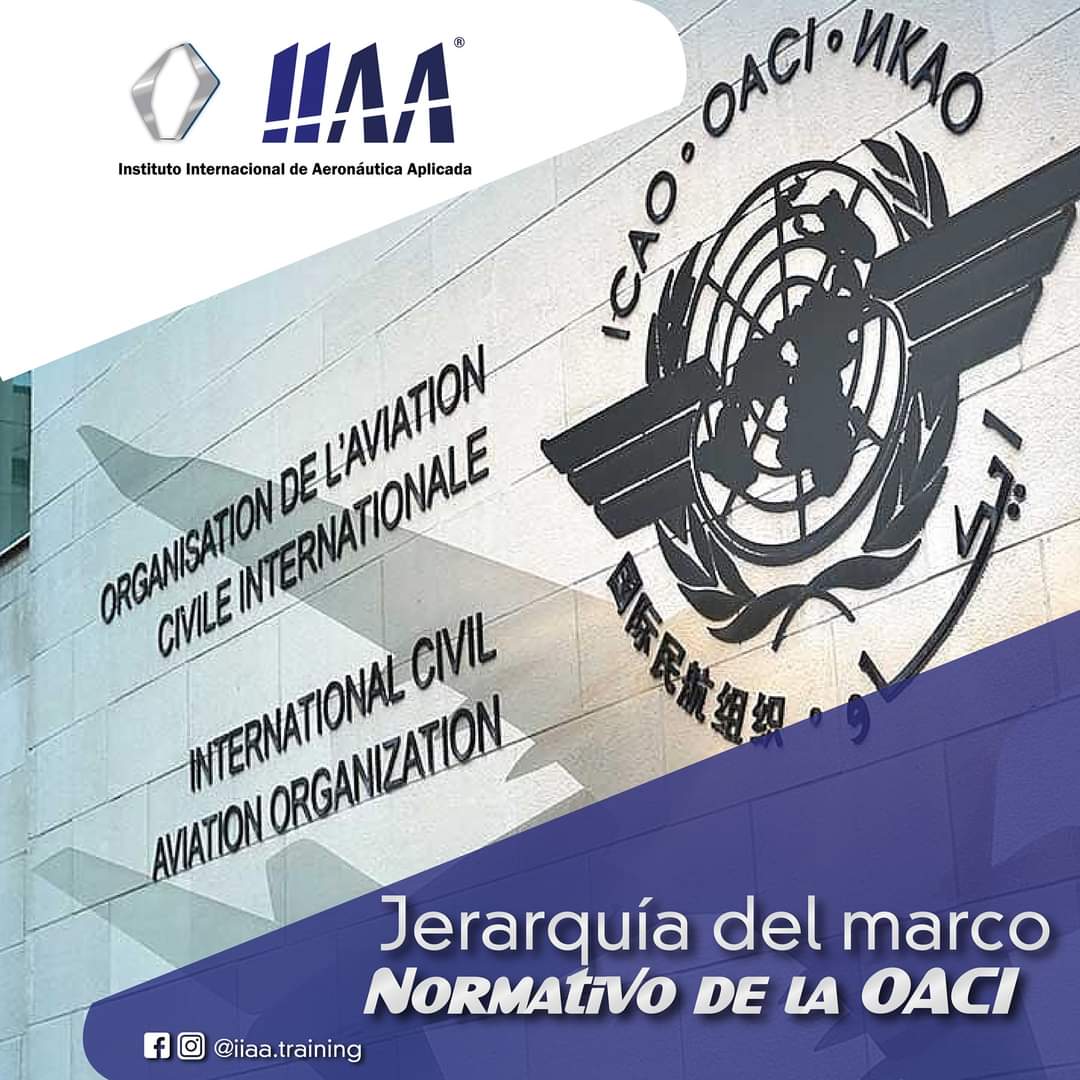 IIAA®
Instituto Internacional de Aeronáutica Aplicada
ICAO • OACI • ИКАО
ORGANISATION DE L'AVIATION
CIVILE INTERNATIONALE
INTERNATIONAL CIVIL
AVIATION ORGANIZATION
国际民航组织
Jerarquía del marco
Normativo de la OACI
@iiaa.training